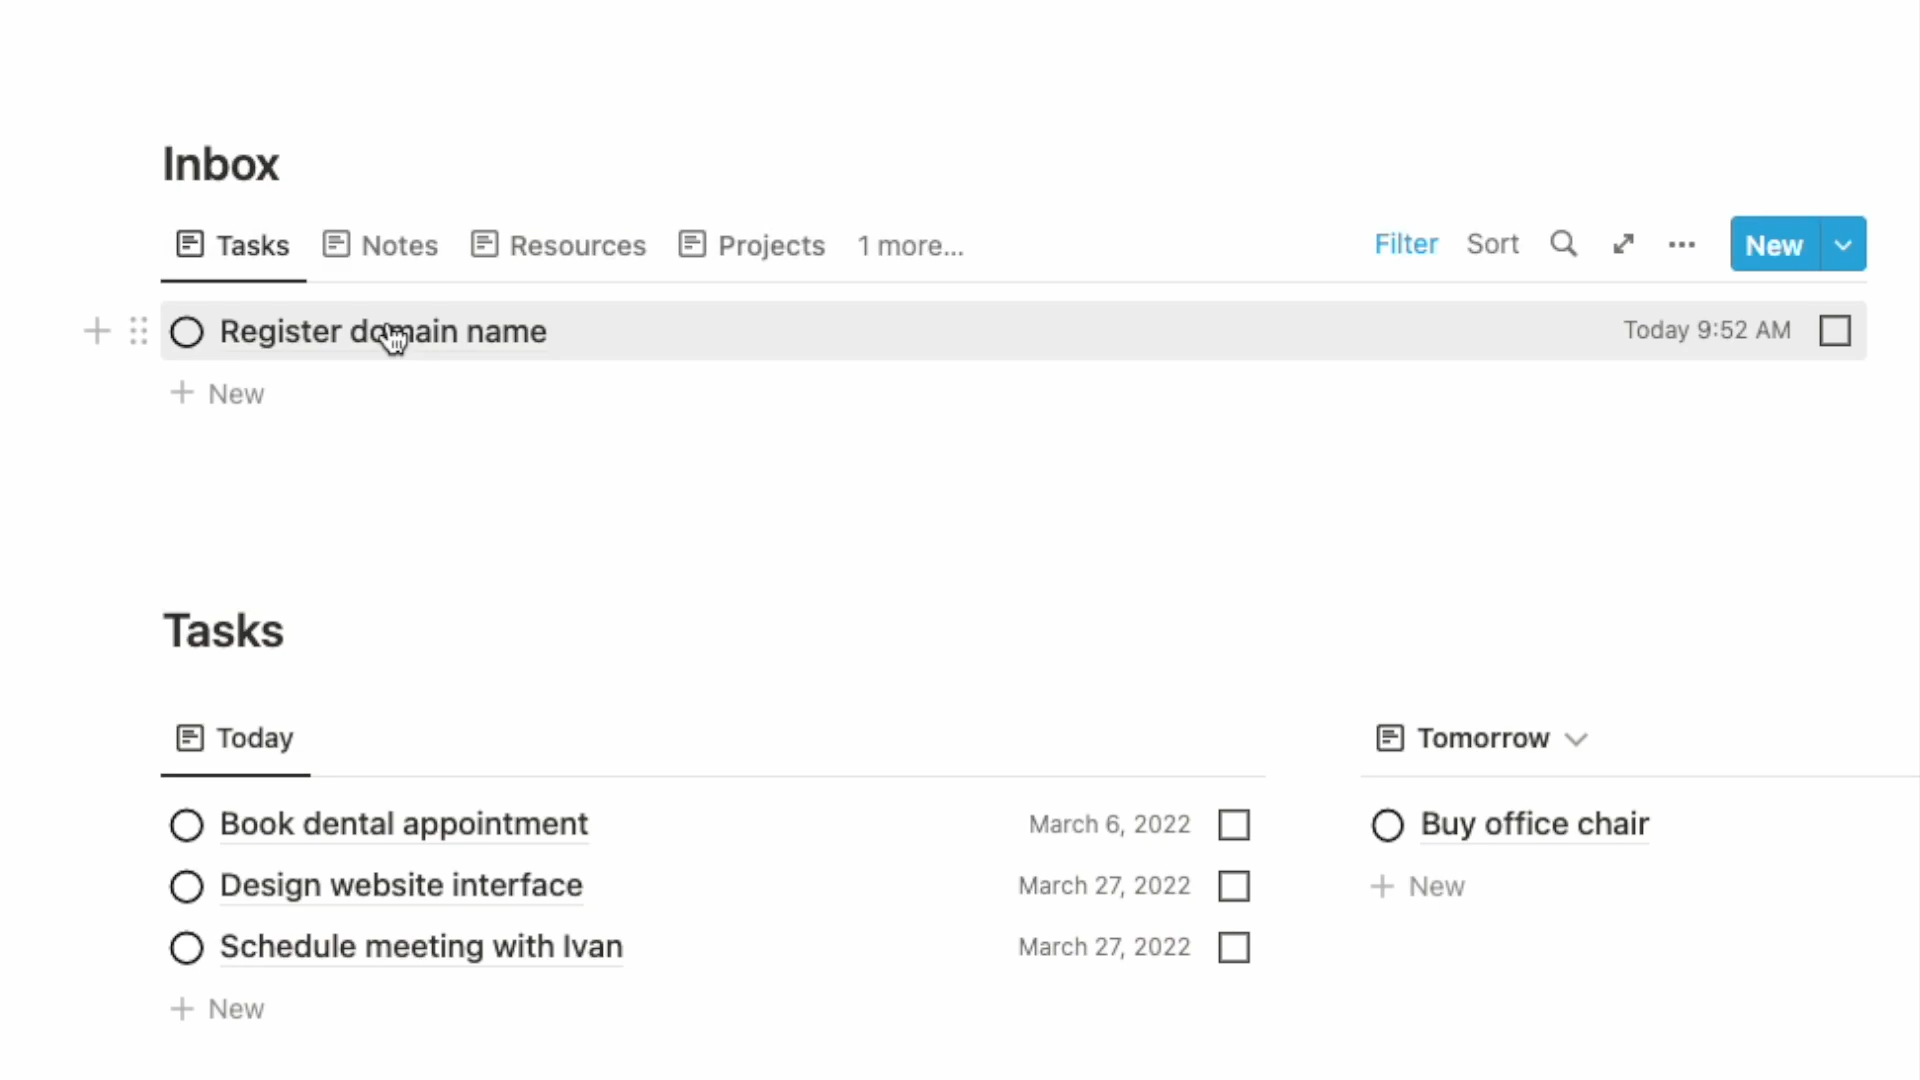 Inbox
Tasks Notes Resources Projects 1 more... Filter Sort New
Register domain name Today 9:52 AM
New
Tasks
Today Tomorrow
Book dental appointment March 6, 2022 Buy office chair
Design website interface March 27, 2022 New
Schedule meeting with Ivan March 27, 2022
New